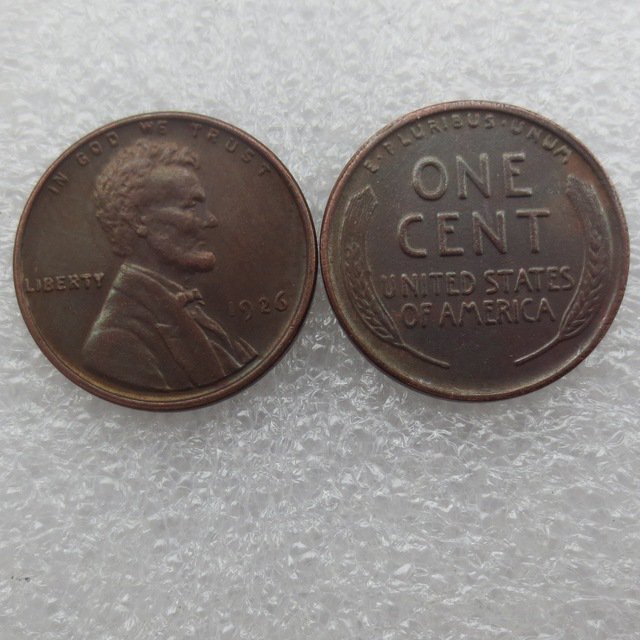 IN GOD WE TRUST
LIBERTY
1926
E·PLURIBUS·UNUM
ONE
CENT
UNITED STATES
OF AMERICA